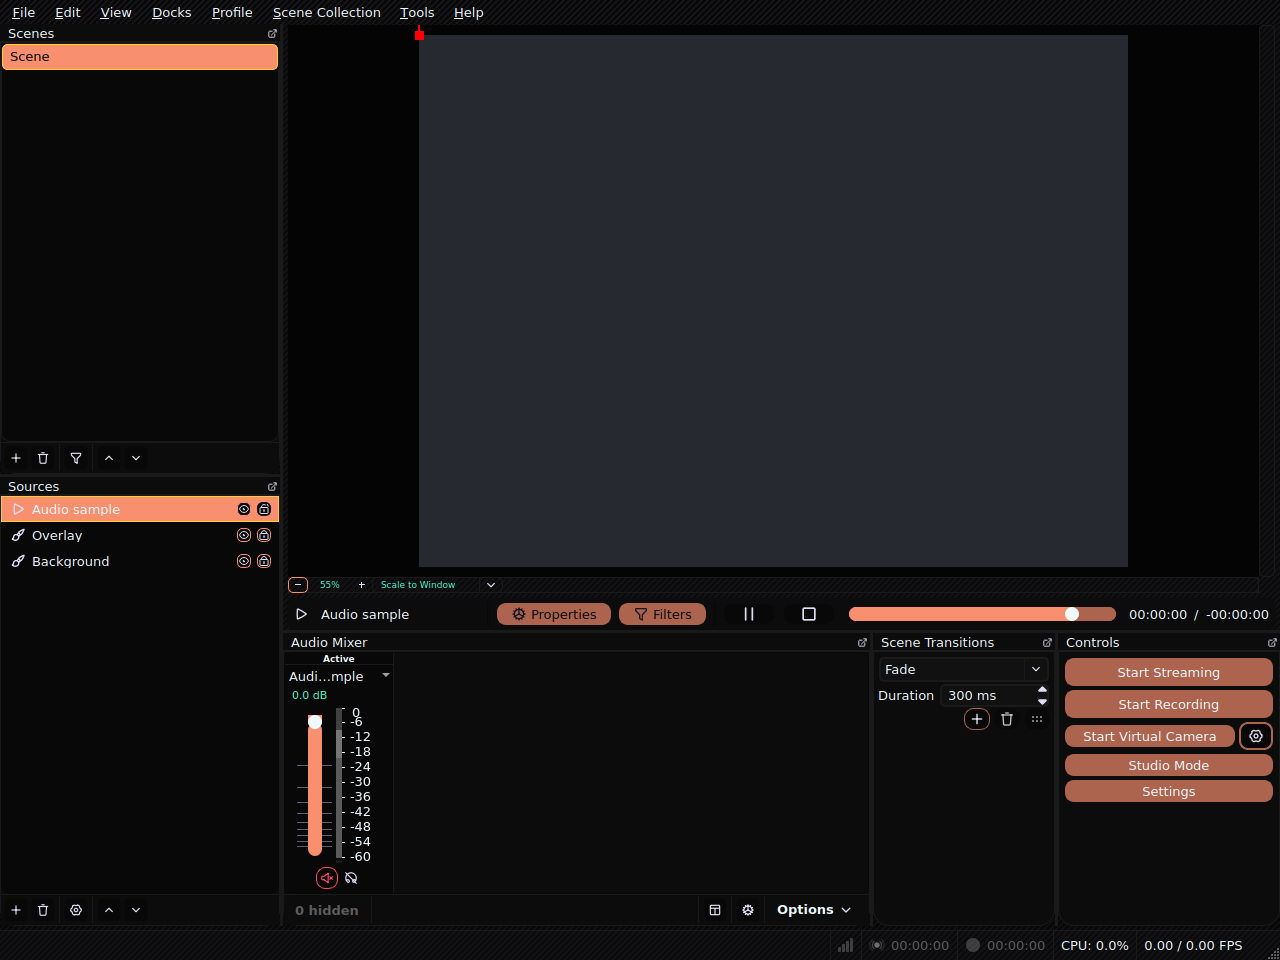 File Edit View Docks Profile Scene Collection Tools Help
Scenes
Scene
Sources
Audio sample
Overlay
Background
55% Scale to Window
Audio sample Properties Filters 00:00:00 / -00:00:00
Audio Mixer
Active
Audi...mple
0.0 dB
0
-6
-12
-18
-24
-30
-36
-42
-48
-54
-60
0 hidden Options
Scene Transitions
Fade
Duration 300 ms
Controls
Start Streaming
Start Recording
Start Virtual Camera
Studio Mode
Settings
00:00:00 00:00:00 CPU: 0.0% 0.00 / 0.00 FPS